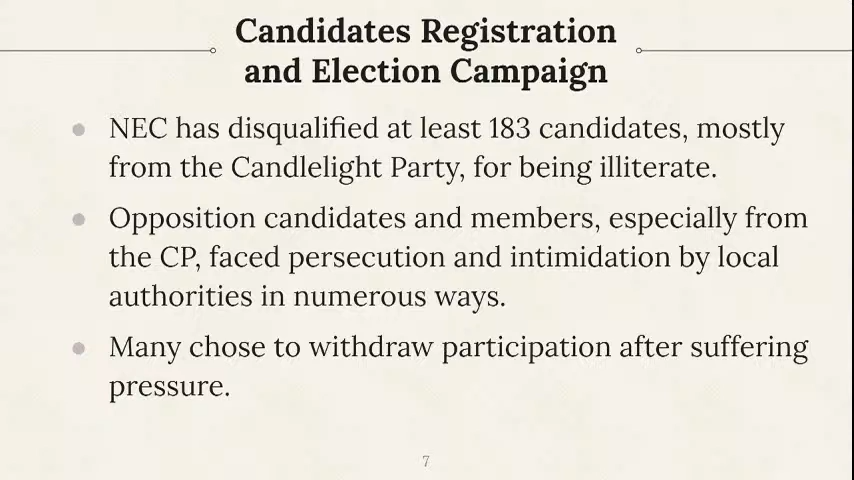 Candidates Registration
and Election Campaign
NEC has disqualified at least 183 candidates, mostly
from the Candlelight Party, for being illiterate.
Opposition candidates and members, especially from
the CP, faced persecution and intimidation by local
authorities in numerous ways.
Many chose to withdraw participation after suffering
pressure.
7